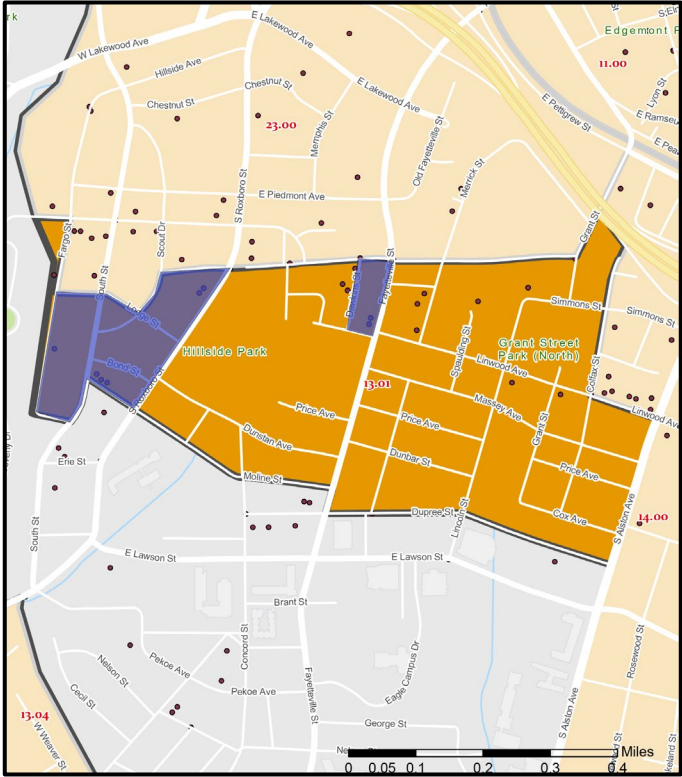 rk
W Lakewood Ave
E Lakewood Ave
S Eln
Edgemont P
Hillside Ave
11.00
Chestnut St
Lyon St
Chestnut St
E Lakewood Ave
E Pettigrew St
E Ramseu
23.00
Memphis St
E Pea
Old Fayetteville St
Merrick St
S Roxboro St
E Piedmont Ave
Grant St
Fargo St
Scout Dr
South St
Fayetteville St
Lodge St
Simmons St
Simmons St
Spaulding St
Hillside Park
Grant Street
Park (North)
Bond St
Linwood Ave
Colfax St
13.01
S Roxboro St
Massey Ave
Linwood Ave
Price Ave
Price Ave
Grant St
Dunstan Ave
Erie St
Dunbar St
Price Ave
Moline St
Lincoln St
Dupree St
Cox Ave
14.00
South St
S Alston Ave
E Lawson St
E Lawson St
Brant St
Concord St
Rosewood St
Nelson St
Pekoe Ave
Eagle Campus Dr
Fayetteville St
Cecil St
Pekoe Ave
S Alston Ave
13.04
George St
W Weaver St
Miles
0 0.05 0.1 0.2 0.3 0.4